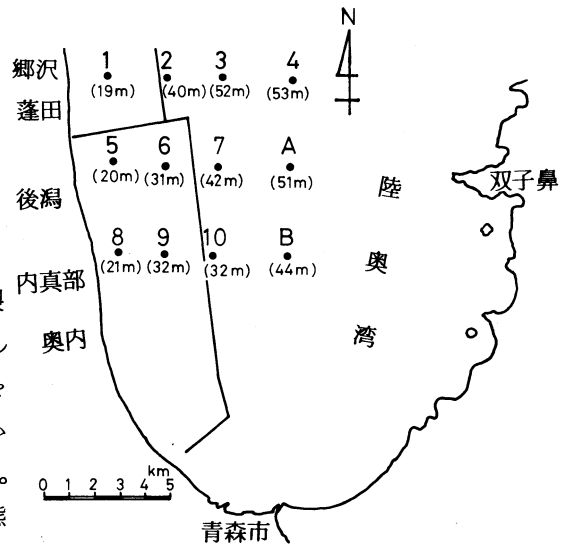 N
郷沢
1 2 3 4
(19m) (40m) (52m) (53m)
蓬田
5 6 7 A
(20m) (31m) (42m) (51m)
陸奥湾
双子鼻
後潟
8 9 10 B
(21m) (32m) (32m) (44m)
内真部
奥内
km
0 1 2 3 4 5
青森市